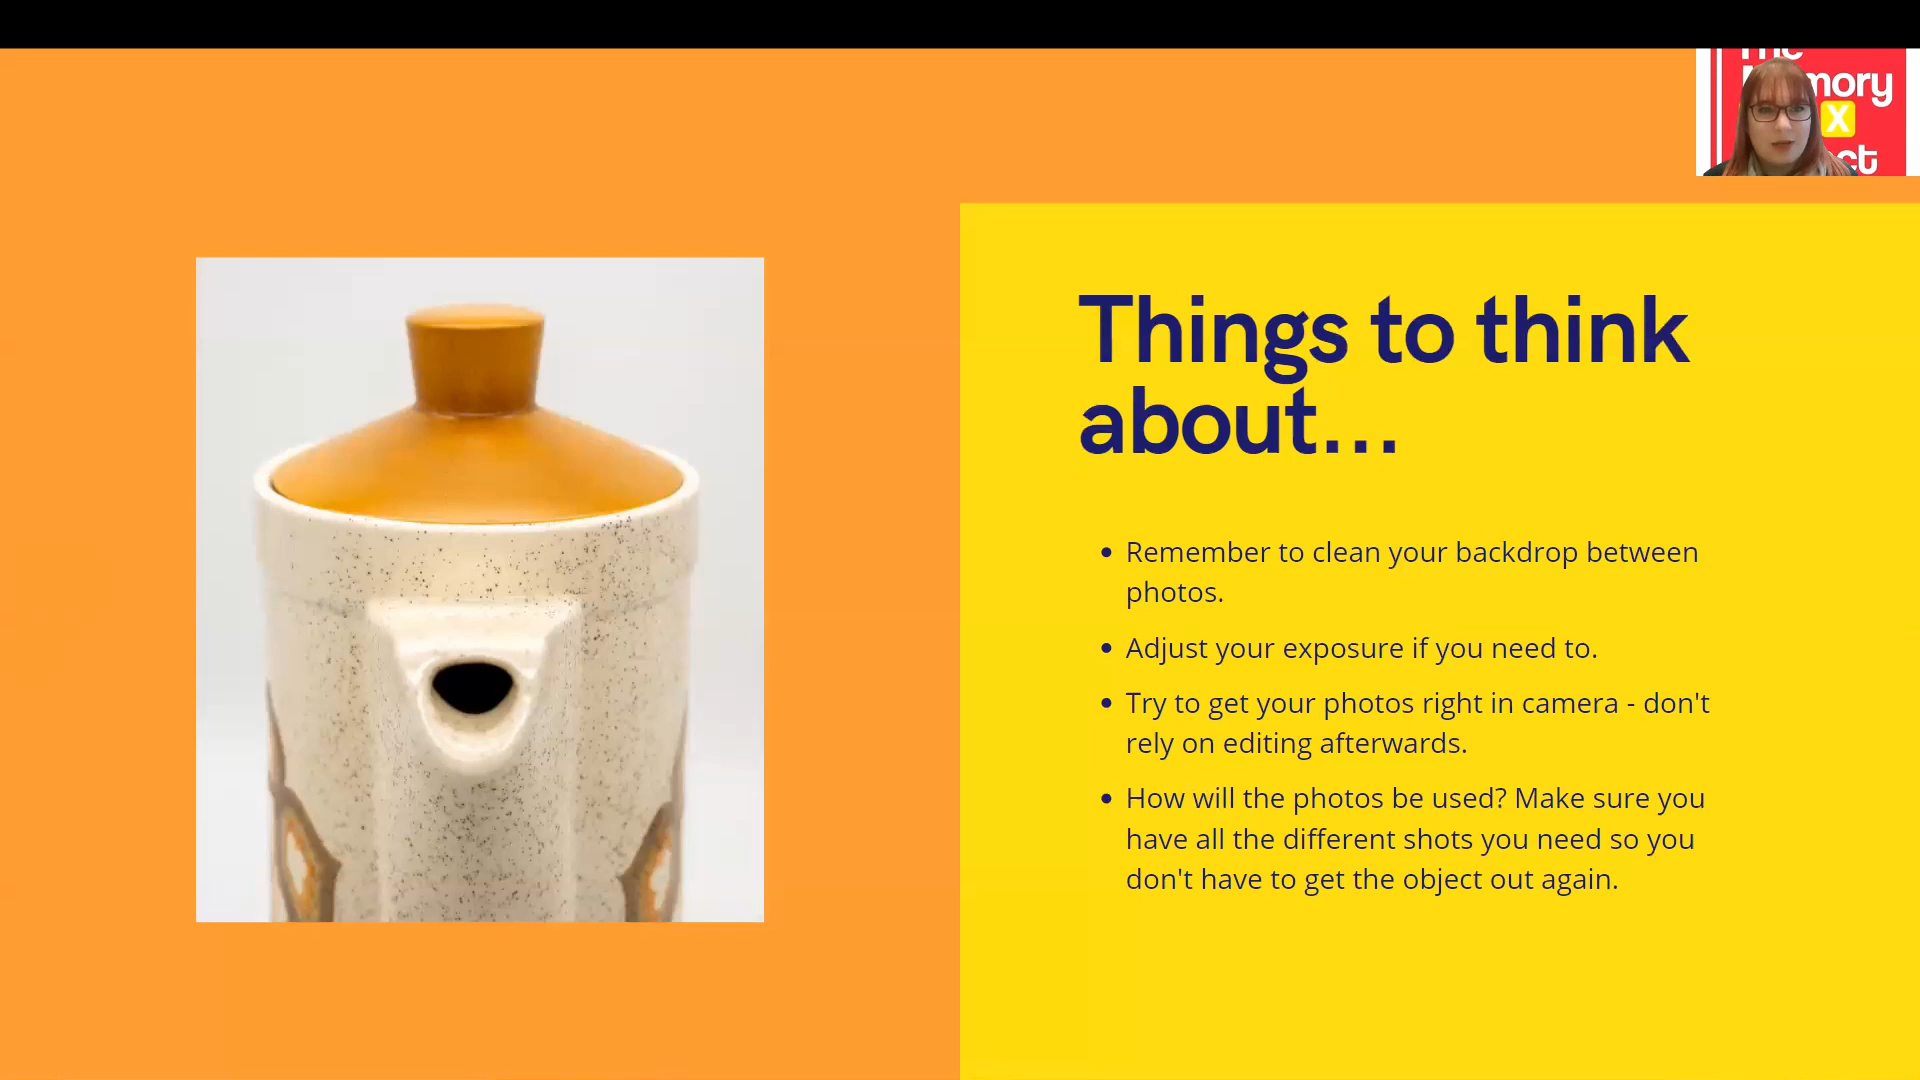 mory
X
ct
Things to think
about...
• Remember to clean your backdrop between
photos.
• Adjust your exposure if you need to.
• Try to get your photos right in camera - don't
rely on editing afterwards.
• How will the photos be used? Make sure you
have all the different shots you need so you
don't have to get the object out again.